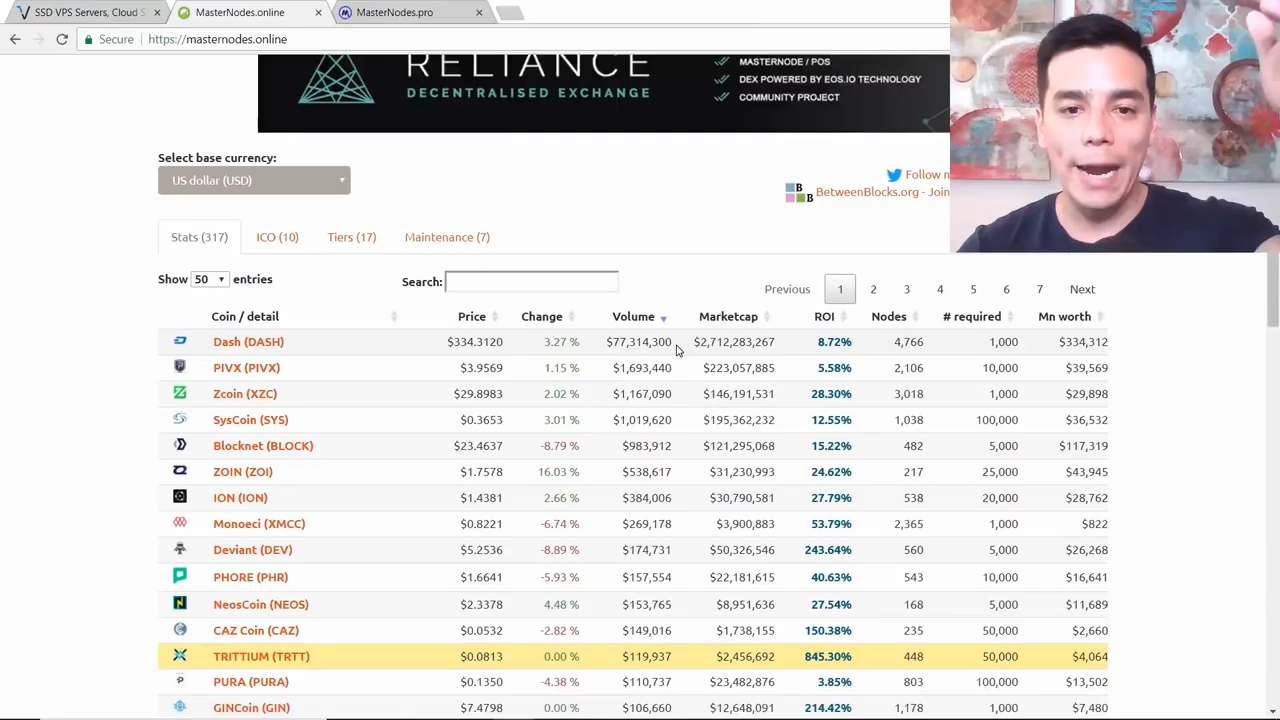 SSD VPS Servers, Cloud S
MasterNodes.online
MasterNodes.pro
Secure
https://masternodes.online
RELIANCE
DECENTRALISED EXCHANGE
MASTERNODE / POS
DEX POWERED BY EOS.IO TECHNOLOGY
COMMUNITY PROJECT
Select base currency:
US dollar (USD)
Follow m
BetweenBlocks.org - Join
Stats (317) ICO (10) Tiers (17) Maintenance (7)
Show 50 entries Search: Previous 1 2 3 4 5 6 7 Next
Coin / detail Price Change Volume Marketcap ROI Nodes # required Mn worth
Dash (DASH) $334.3120 3.27 % $77,314,300 $2,712,283,267 8.72% 4,766 1,000 $334,312
PIVX (PIVX) $3.9569 1.15 % $1,693,440 $223,057,885 5.58% 2,106 10,000 $39,569
Zcoin (XZC) $29.8983 2.02 % $1,167,090 $146,191,531 28.30% 3,018 1,000 $29,898
SysCoin (SYS) $0.3653 3.01 % $1,019,620 $195,362,232 12.55% 1,038 100,000 $36,532
Blocknet (BLOCK) $23.4637 -8.79 % $983,912 $121,295,068 15.22% 482 5,000 $117,319
ZOIN (ZOI) $1.7578 16.03 % $538,617 $31,230,993 24.62% 217 25,000 $43,945
ION (ION) $1.4381 2.66 % $384,006 $30,790,581 27.79% 538 20,000 $28,762
Monoeci (XMCC) $0.8221 -6.74 % $269,178 $3,900,883 53.79% 2,365 1,000 $822
Deviant (DEV) $5.2536 -8.89 % $174,731 $50,326,546 243.64% 560 5,000 $26,268
PHORE (PHR) $1.6641 -5.93 % $157,554 $22,181,615 40.63% 543 10,000 $16,641
NeosCoin (NEOS) $2.3378 4.48 % $153,765 $8,951,636 27.54% 168 5,000 $11,689
CAZ Coin (CAZ) $0.0532 -2.82 % $149,016 $1,738,155 150.38% 235 50,000 $2,660
TRITTIUM (TRTT) $0.0813 0.00 % $119,937 $2,456,692 845.30% 448 50,000 $4,064
PURA (PURA) $0.1350 -4.38 % $110,737 $23,482,876 3.85% 803 100,000 $13,502
GINCoin (GIN) $7.4798 0.00 % $106,660 $12,648,091 214.42% 1,178 1,000 $7,480